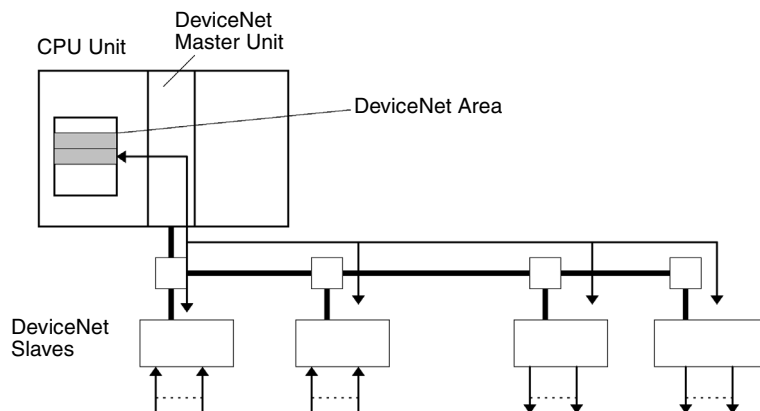 DeviceNet
Master Unit
CPU Unit
DeviceNet Area
DeviceNet
Slaves